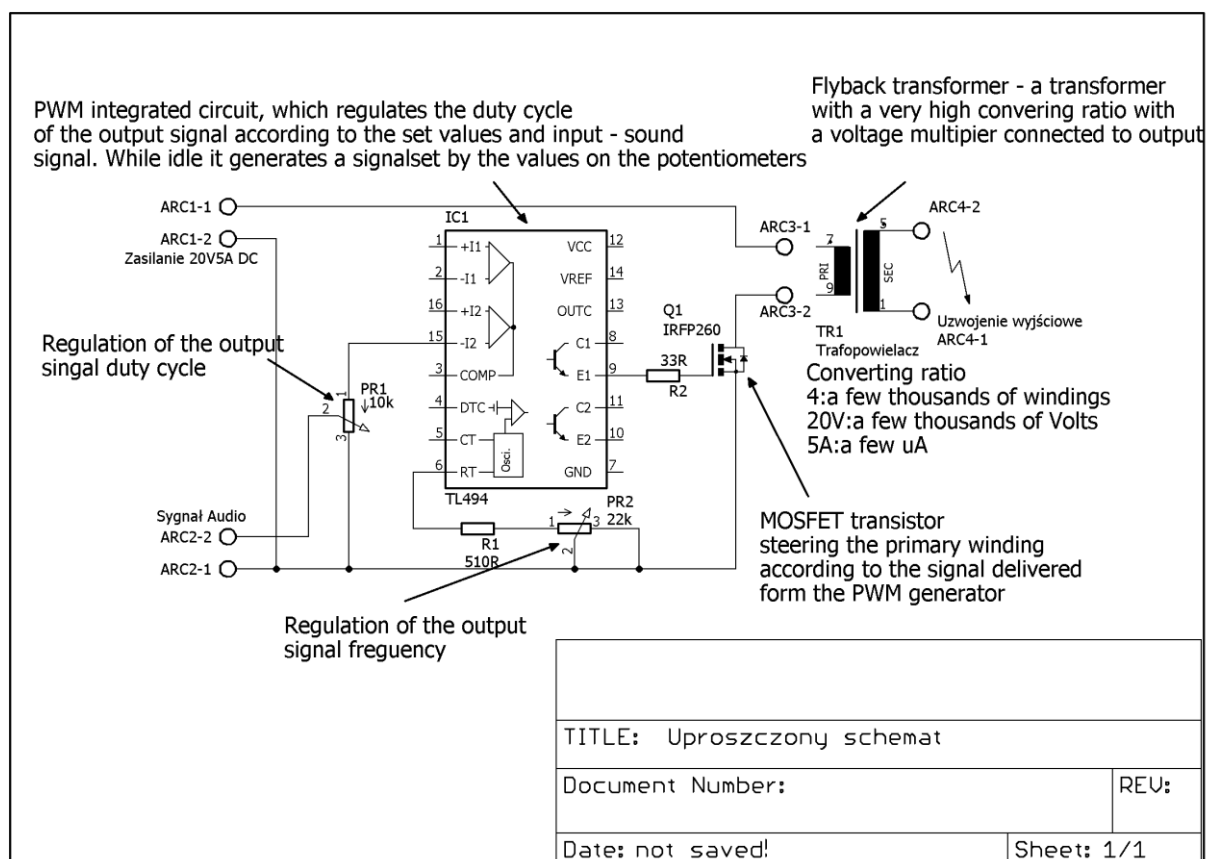 Flyback transformer - a transformer
with a very high convering ratio with
a voltage multipier connected to output
PWM integrated circuit, which regulates the duty cycle
of the output signal according to the set values and input - sound
signal. While idle it generates a signalset by the values on the potentiometers
ARC1-1
ARC1-2
Zasilanie 20V5A DC
IC1
1
+I1
2
-I1
16
+I2
15
-I2
3
COMP
4
DTC
5
CT
6
RT
Osci.
VCC
12
VREF
14
OUTC
13
C1
8
E1
9
C2
11
E2
10
GND
7
TL494
ARC3-1
ARC3-2
7
PRI
9
5
SEC
1
ARC4-2
Uzwojenie wyjściowe
ARC4-1
TR1
Trafopowielacz
Converting ratio
4:a few thousands of windings
20V:a few thousands of Volts
5A:a few uA
Q1
IRFP260
33R
R2
Regulation of the output
singal duty cycle
1
PR1
10k
2
3
Sygnał Audio
ARC2-2
ARC2-1
R1
510R
1
3
2
PR2
22k
MOSFET transistor
steering the primary winding
according to the signal delivered
form the PWM generator
Regulation of the output
signal freguency
TITLE: Uproszczony schemat
Document Number:
REV:
Date: not saved!
Sheet: 1/1